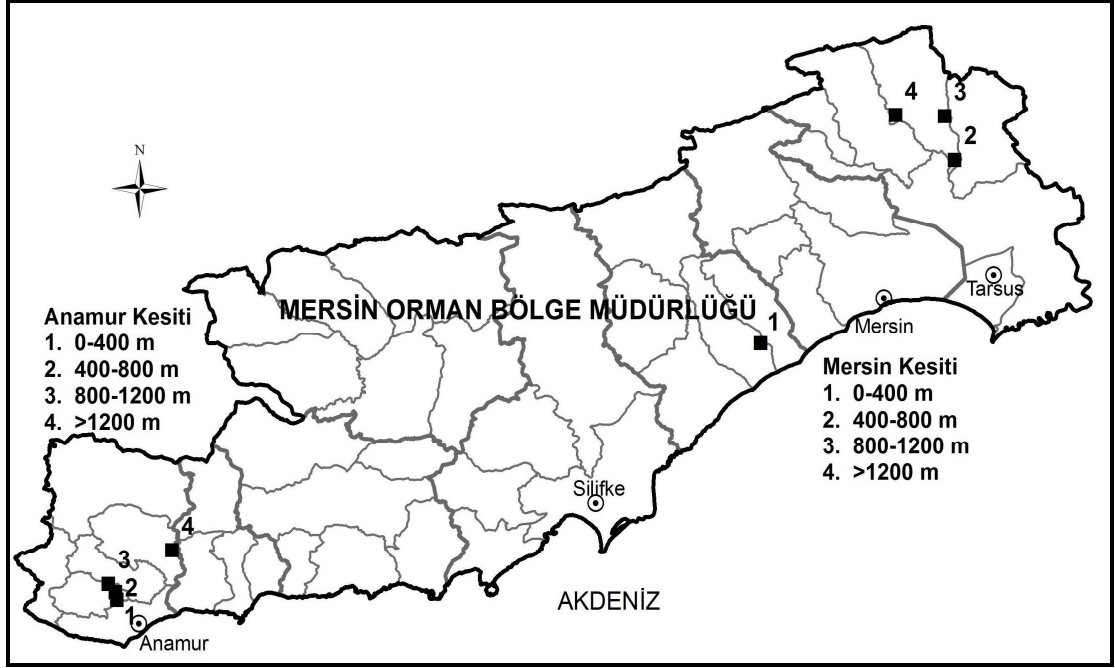 N
4
3
2
MERSİN ORMAN BÖLGE MÜDÜRLÜĞÜ
1
Tarsus
Mersin
Anamur Kesiti
1. 0-400 m
2. 400-800 m
3. 800-1200 m
4. >1200 m
Mersin Kesiti
1. 0-400 m
2. 400-800 m
3. 800-1200 m
4. >1200 m
Silifke
4
3
2
1
Anamur
AKDENİZ